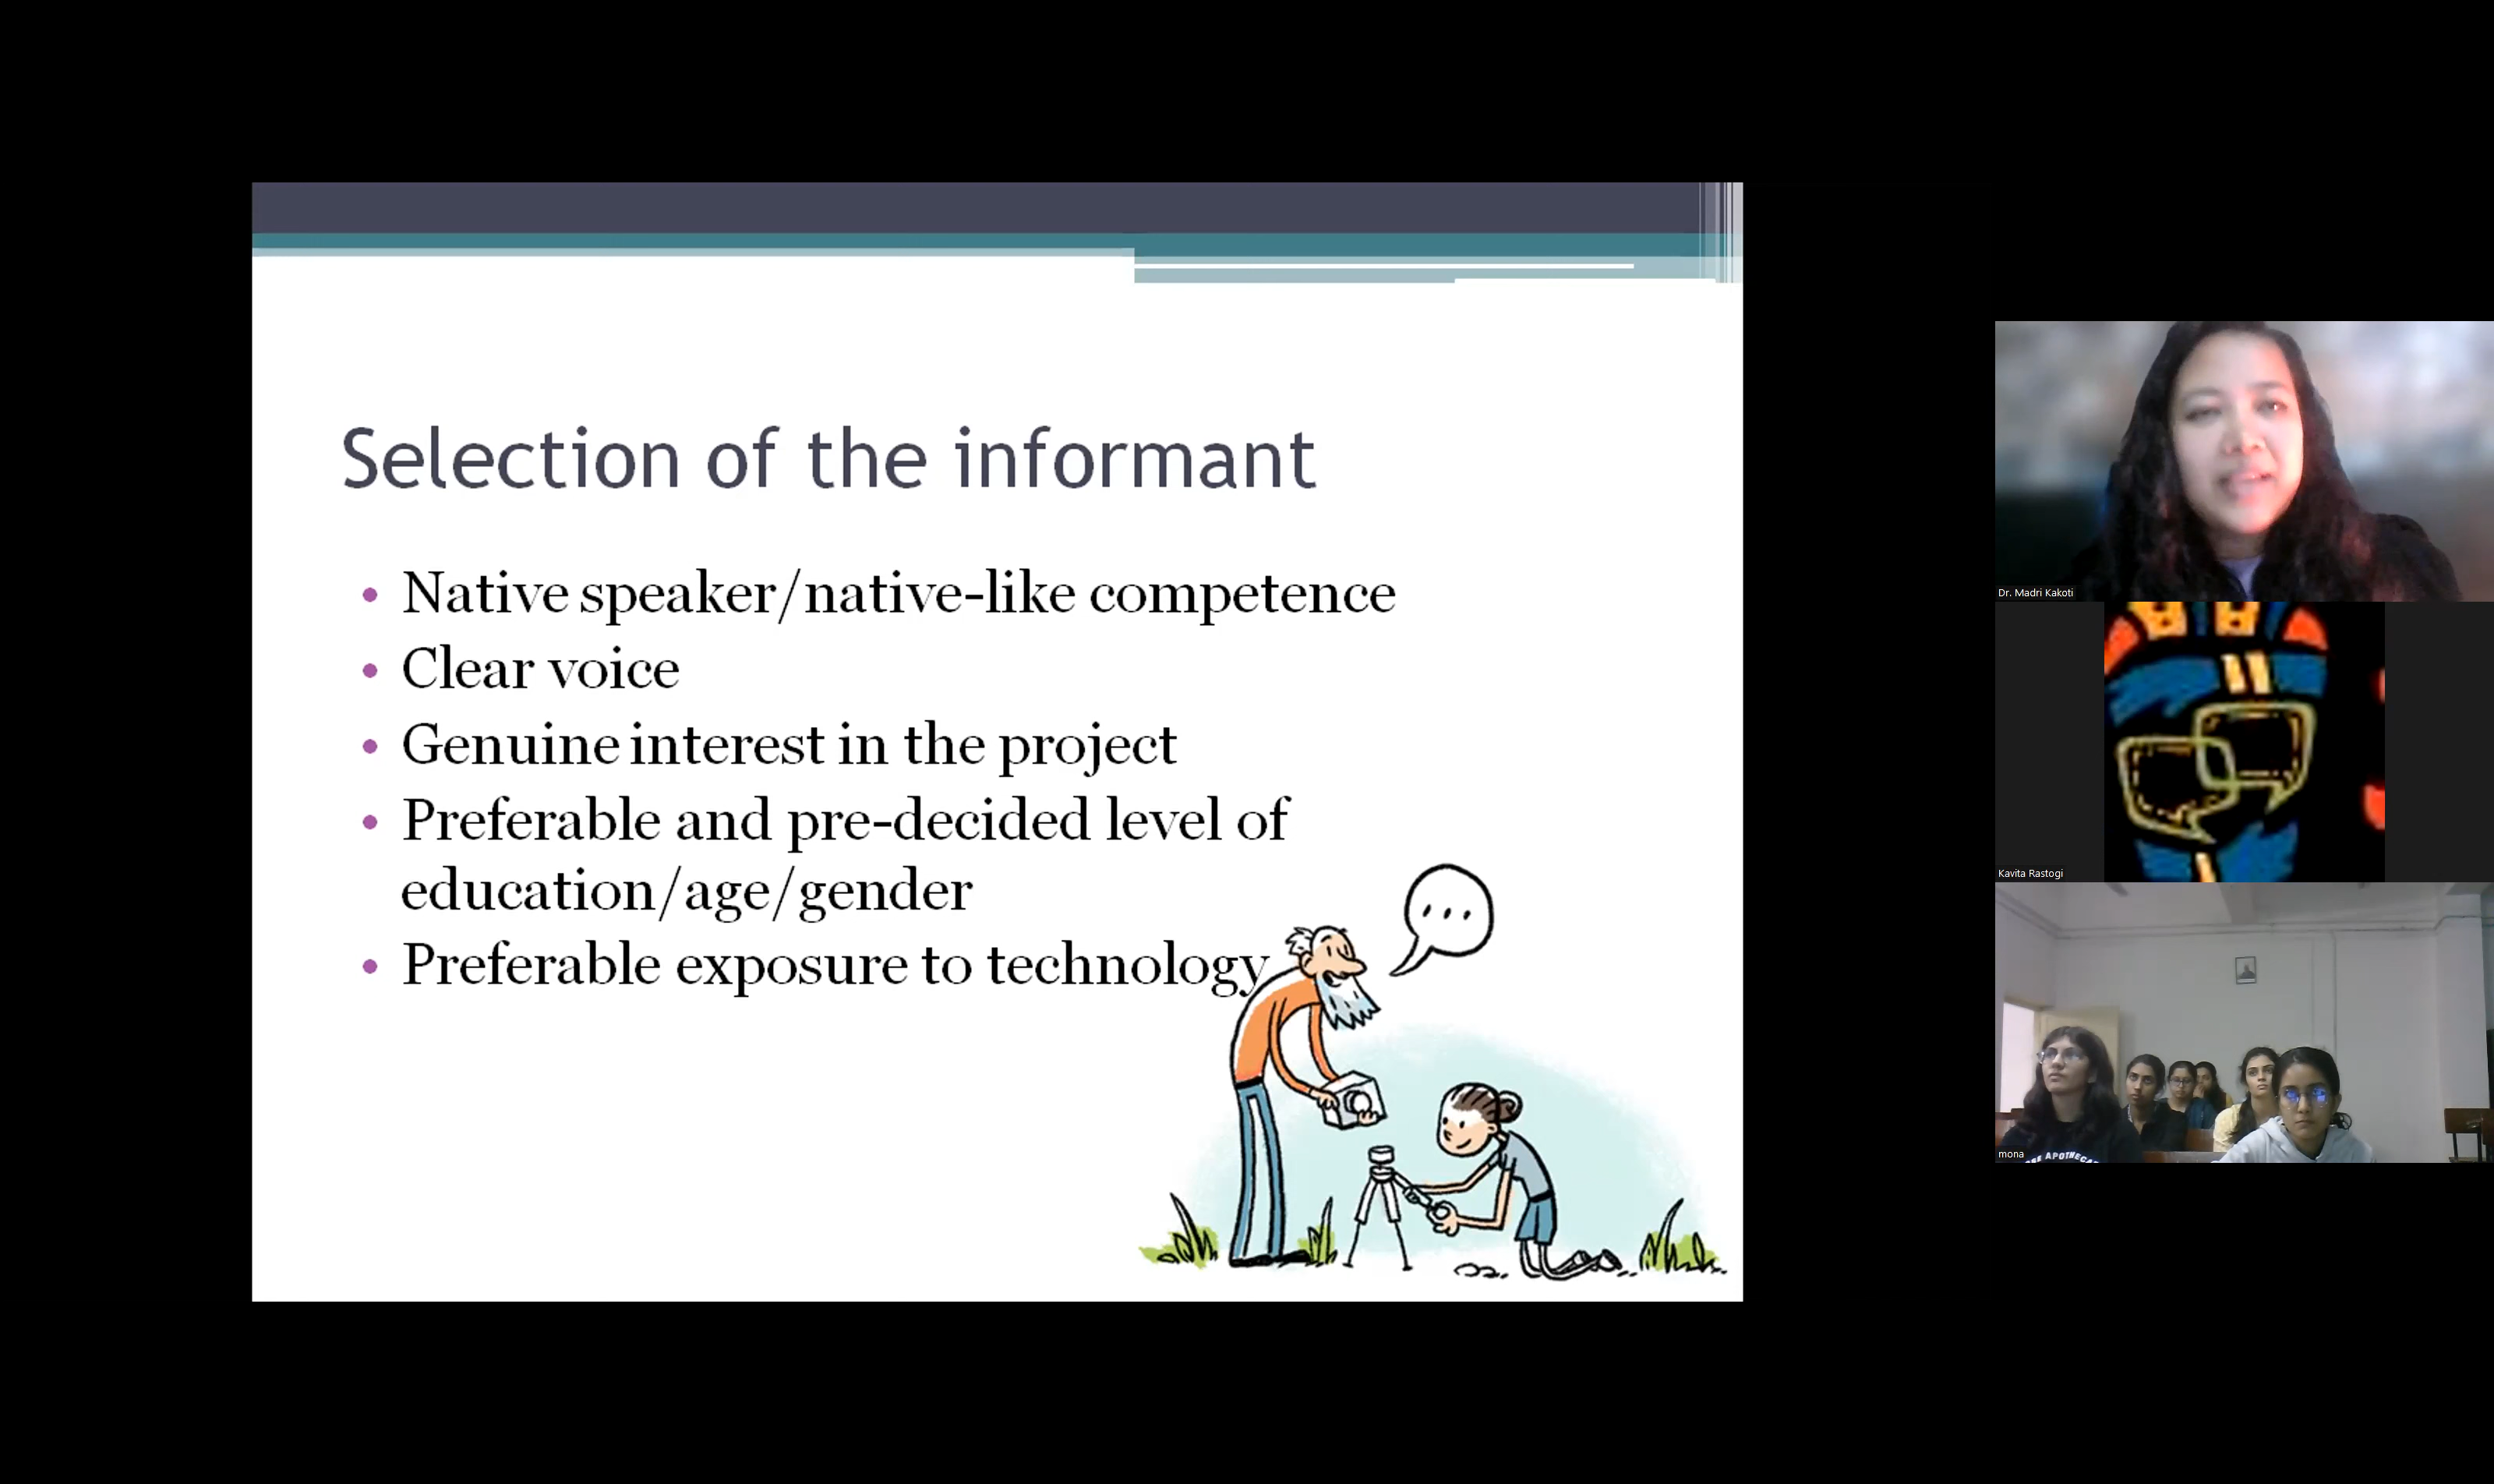 Selection of the informant
• Native speaker/native-like competence
• Clear voice
• Genuine interest in the project
• Preferable and pre-decided level of
education/age/gender
• Preferable exposure to technology
...
Dr. Madri Kakoti
Kavita Rastogi
mona
APOTHECA